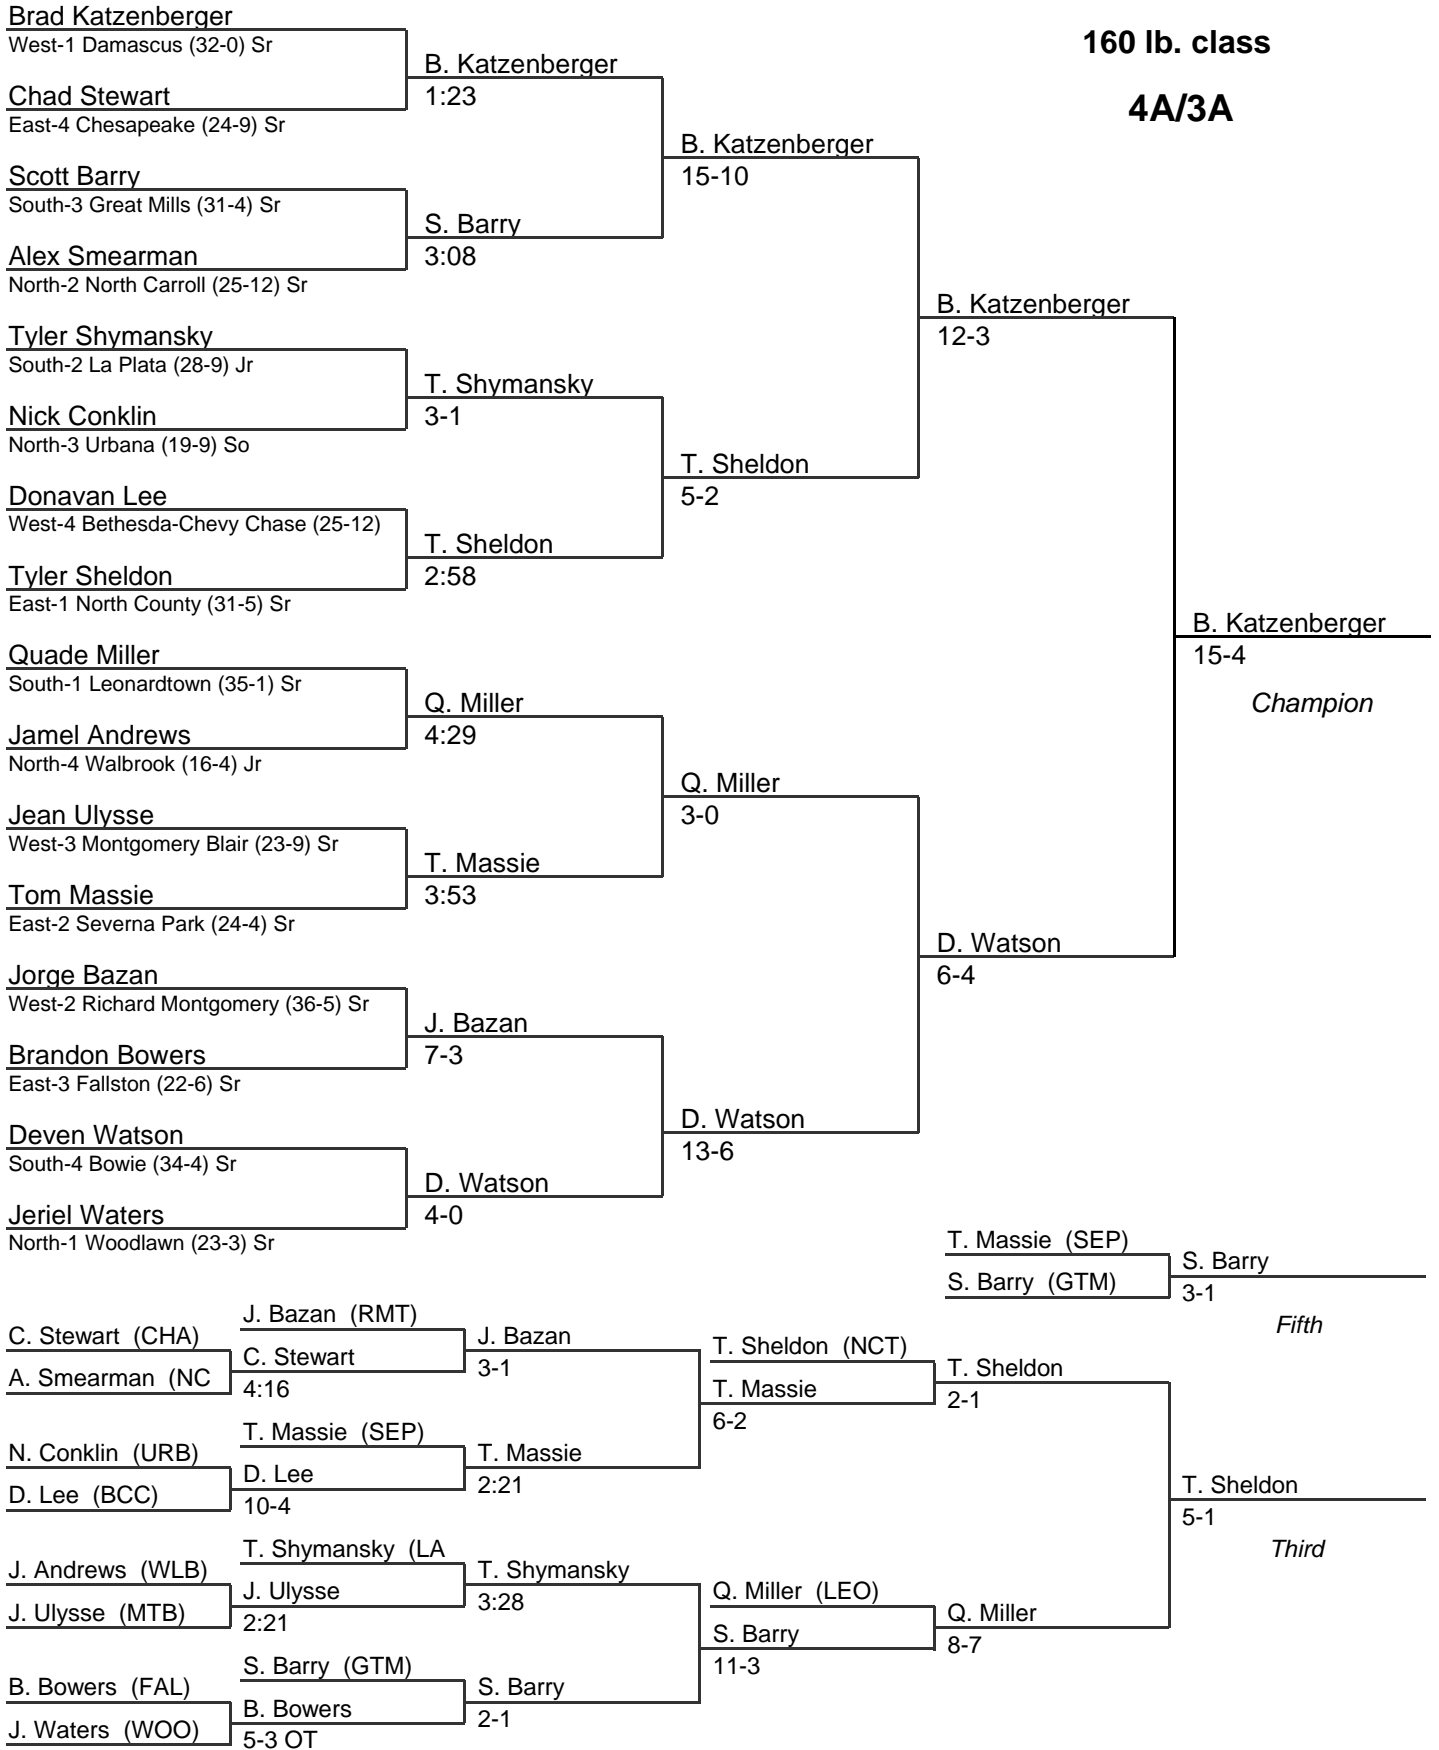 Brad Katzenberger
West-1 Damascus (32-0) Sr
160 lb. class
B. Katzenberger
1:23
Chad Stewart
East-4 Chesapeake (24-9) Sr
4A/3A
B. Katzenberger
15-10
Scott Barry
South-3 Great Mills (31-4) Sr
S. Barry
3:08
Alex Smearman
North-2 North Carroll (25-12) Sr
B. Katzenberger
12-3
Tyler Shymansky
South-2 La Plata (28-9) Jr
T. Shymansky
3-1
Nick Conklin
North-3 Urbana (19-9) So
T. Sheldon
5-2
Donavan Lee
West-4 Bethesda-Chevy Chase (25-12)
T. Sheldon
2:58
Tyler Sheldon
East-1 North County (31-5) Sr
B. Katzenberger
15-4
Champion
Quade Miller
South-1 Leonardtown (35-1) Sr
Q. Miller
4:29
Jamel Andrews
North-4 Walbrook (16-4) Jr
Q. Miller
3-0
Jean Ulysse
West-3 Montgomery Blair (23-9) Sr
T. Massie
3:53
Tom Massie
East-2 Severna Park (24-4) Sr
D. Watson
6-4
Jorge Bazan
West-2 Richard Montgomery (36-5) Sr
J. Bazan
7-3
Brandon Bowers
East-3 Fallston (22-6) Sr
D. Watson
13-6
Deven Watson
South-4 Bowie (34-4) Sr
D. Watson
4-0
Jeriel Waters
North-1 Woodlawn (23-3) Sr
T. Massie (SEP)
S. Barry (GTM)
S. Barry
3-1
Fifth
C. Stewart (CHA)
A. Smearman (NC
J. Bazan (RMT)
C. Stewart
4:16
J. Bazan
3-1
T. Sheldon (NCT)
T. Massie
6-2
T. Sheldon
2-1
N. Conklin (URB)
D. Lee (BCC)
T. Massie (SEP)
D. Lee
10-4
T. Massie
2:21
T. Sheldon
5-1
Third
J. Andrews (WLB)
J. Ulysse (MTB)
T. Shymansky (LA
J. Ulysse
2:21
T. Shymansky
3:28
Q. Miller (LEO)
S. Barry
11-3
Q. Miller
8-7
B. Bowers (FAL)
J. Waters (WOO)
S. Barry (GTM)
B. Bowers
5-3 OT
S. Barry
2-1